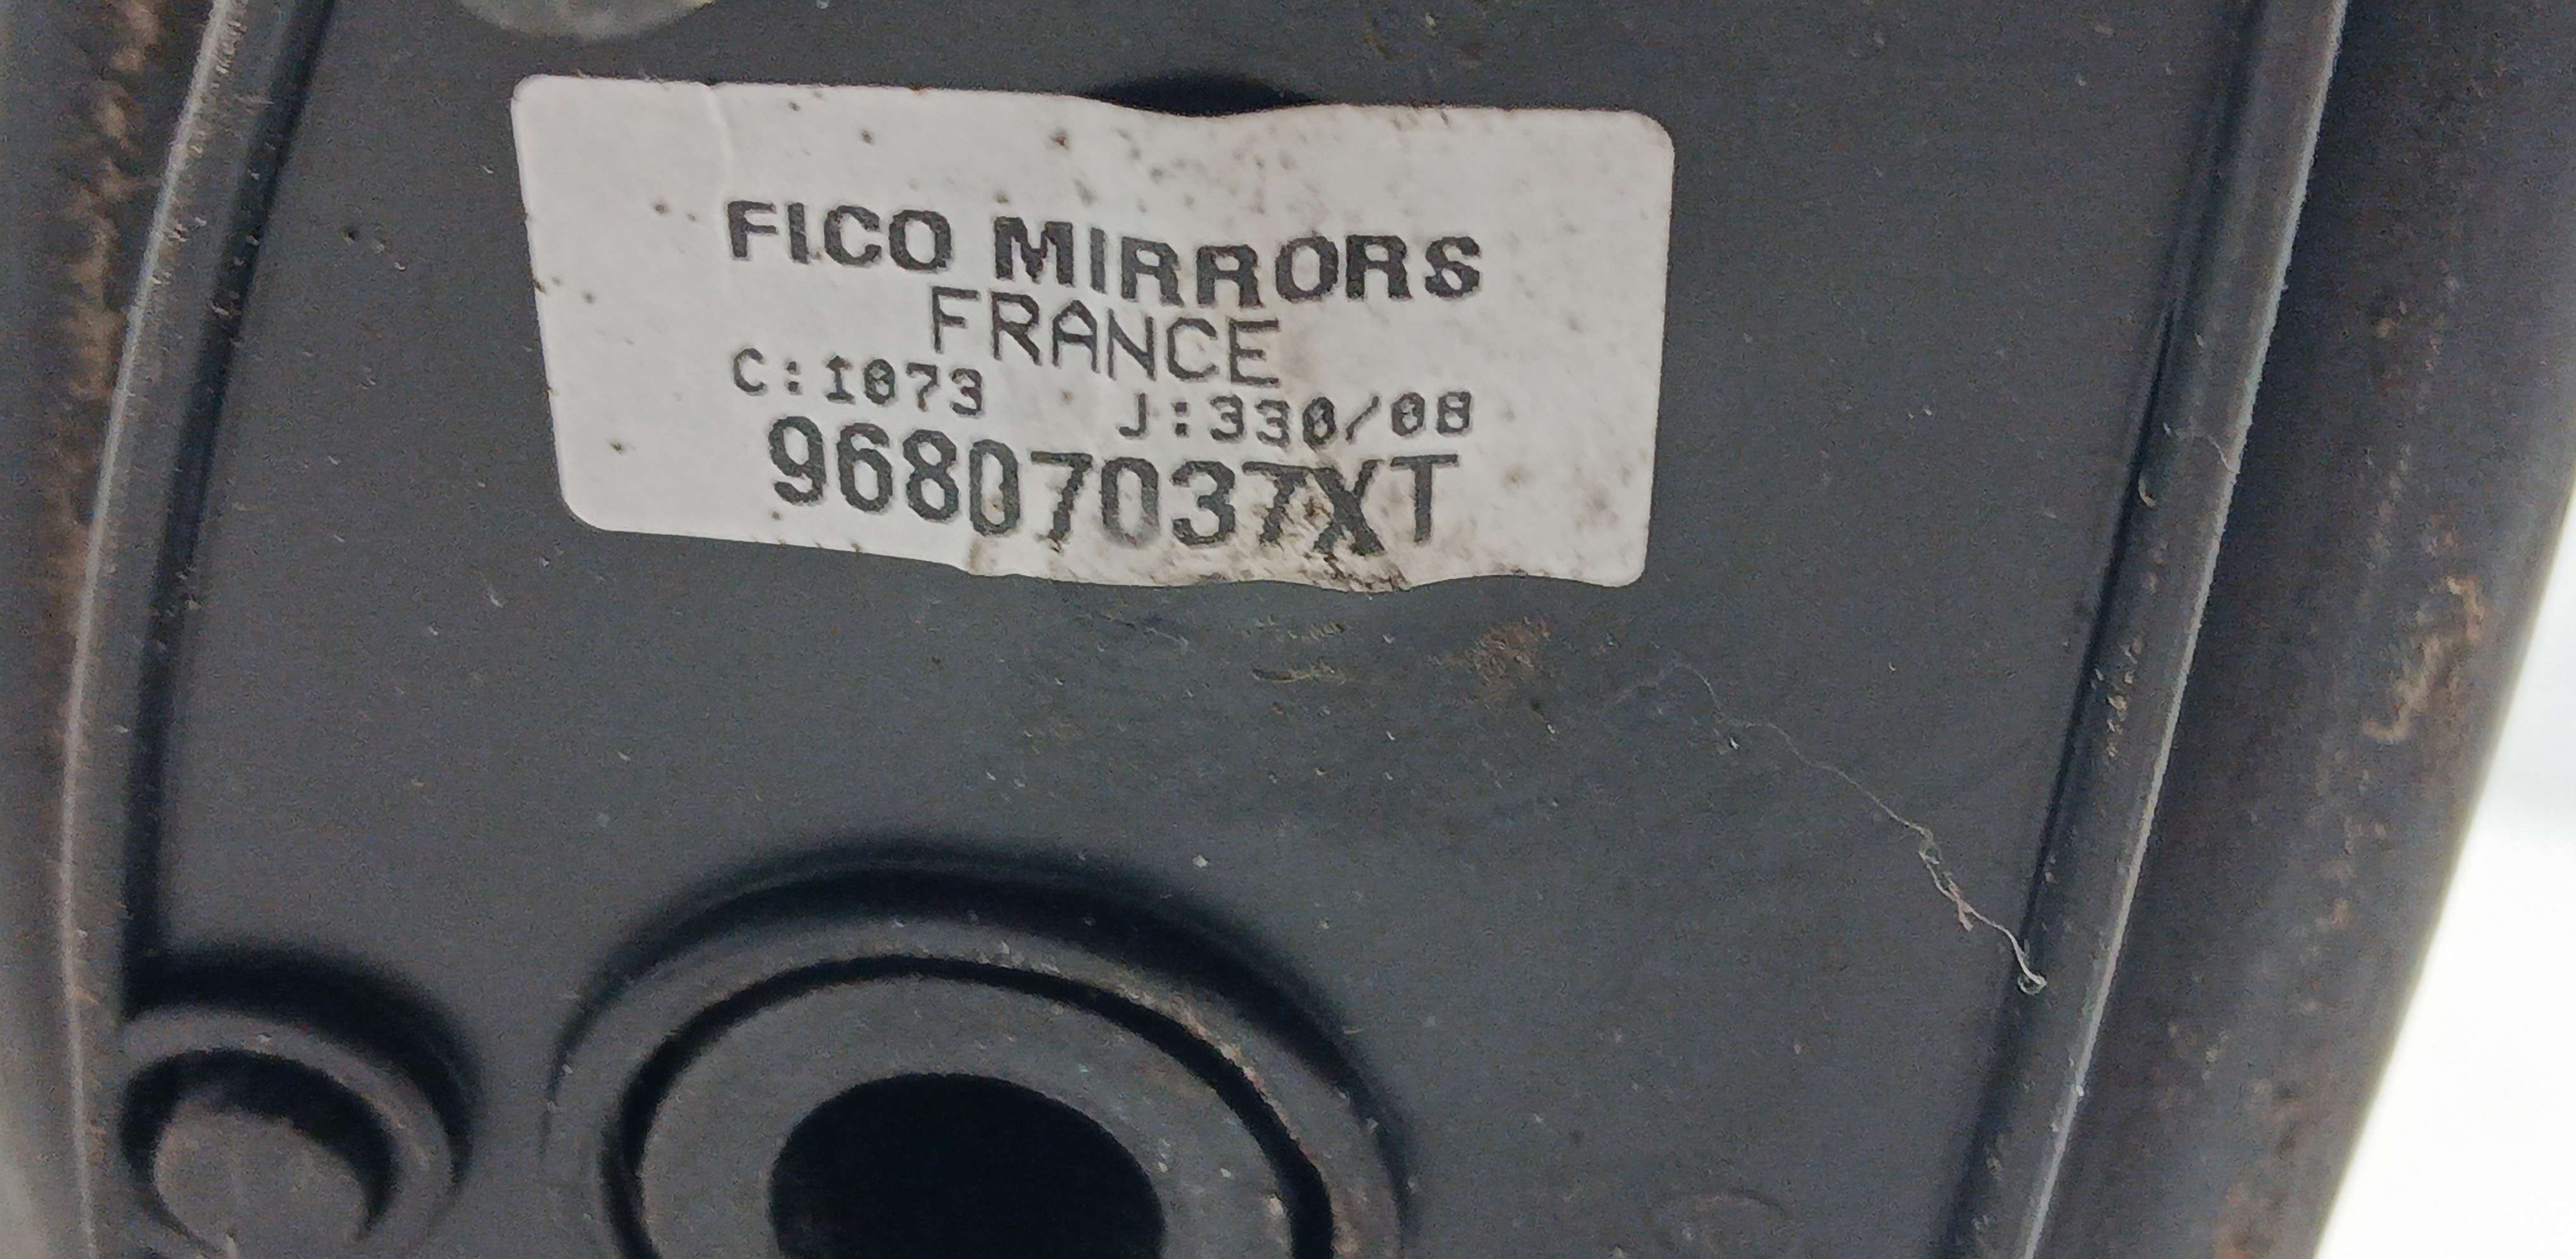 FICO MIRRORS
FRANCE
C:1073 J:330/08
96807037XT